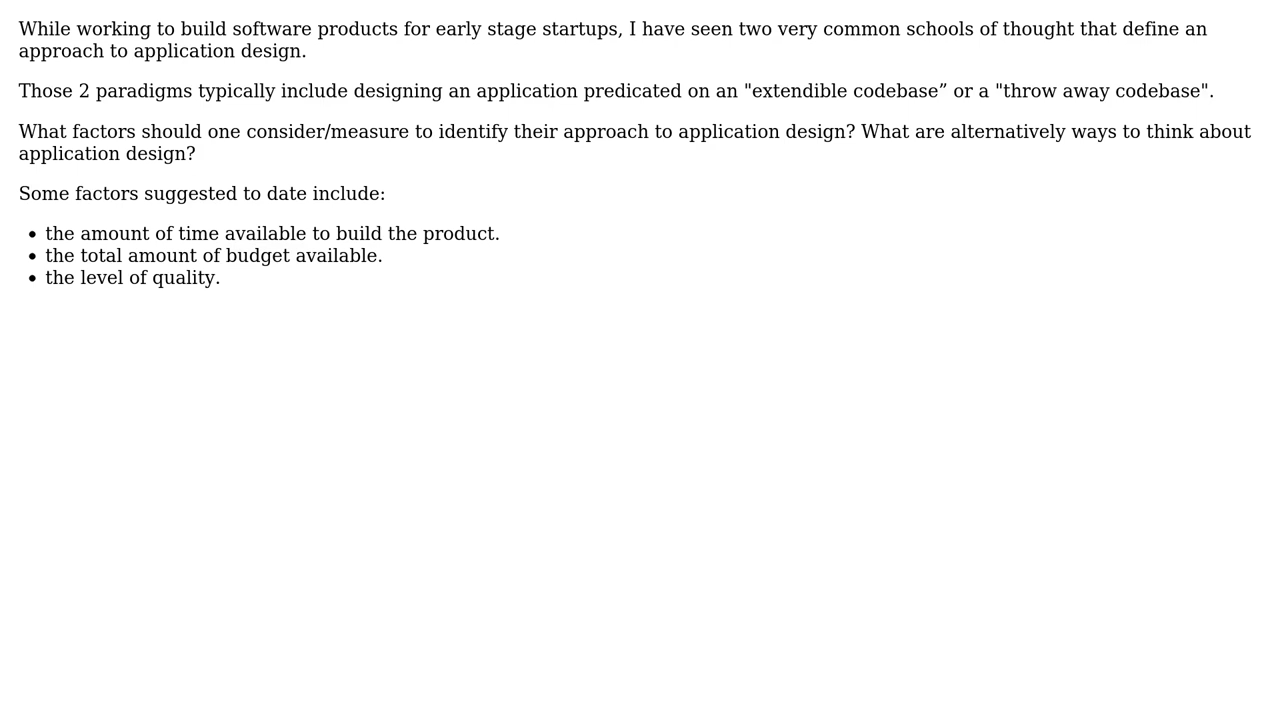 While working to build software products for early stage startups, I have seen two very common schools of thought that define an
approach to application design.
Those 2 paradigms typically include designing an application predicated on an "extendible codebase” or a "throw away codebase".
What factors should one consider/measure to identify their approach to application design? What are alternatively ways to think about
application design?
Some factors suggested to date include:
• the amount of time available to build the product.
• the total amount of budget available.
• the level of quality.